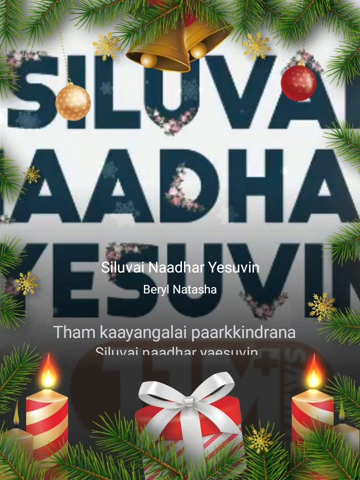 SILUVAI
NAADHAR
YESUVIN
Siluvai Naadhar Yesuvin
Beryl Natasha
Tham kaayangalai paarkkindrana
Siluvai naadhar yaesuvin